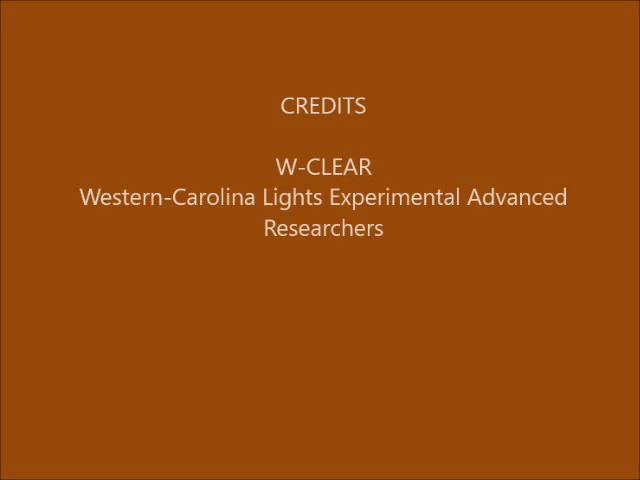 CREDITS
W-CLEAR
Western-Carolina Lights Experimental Advanced
Researchers